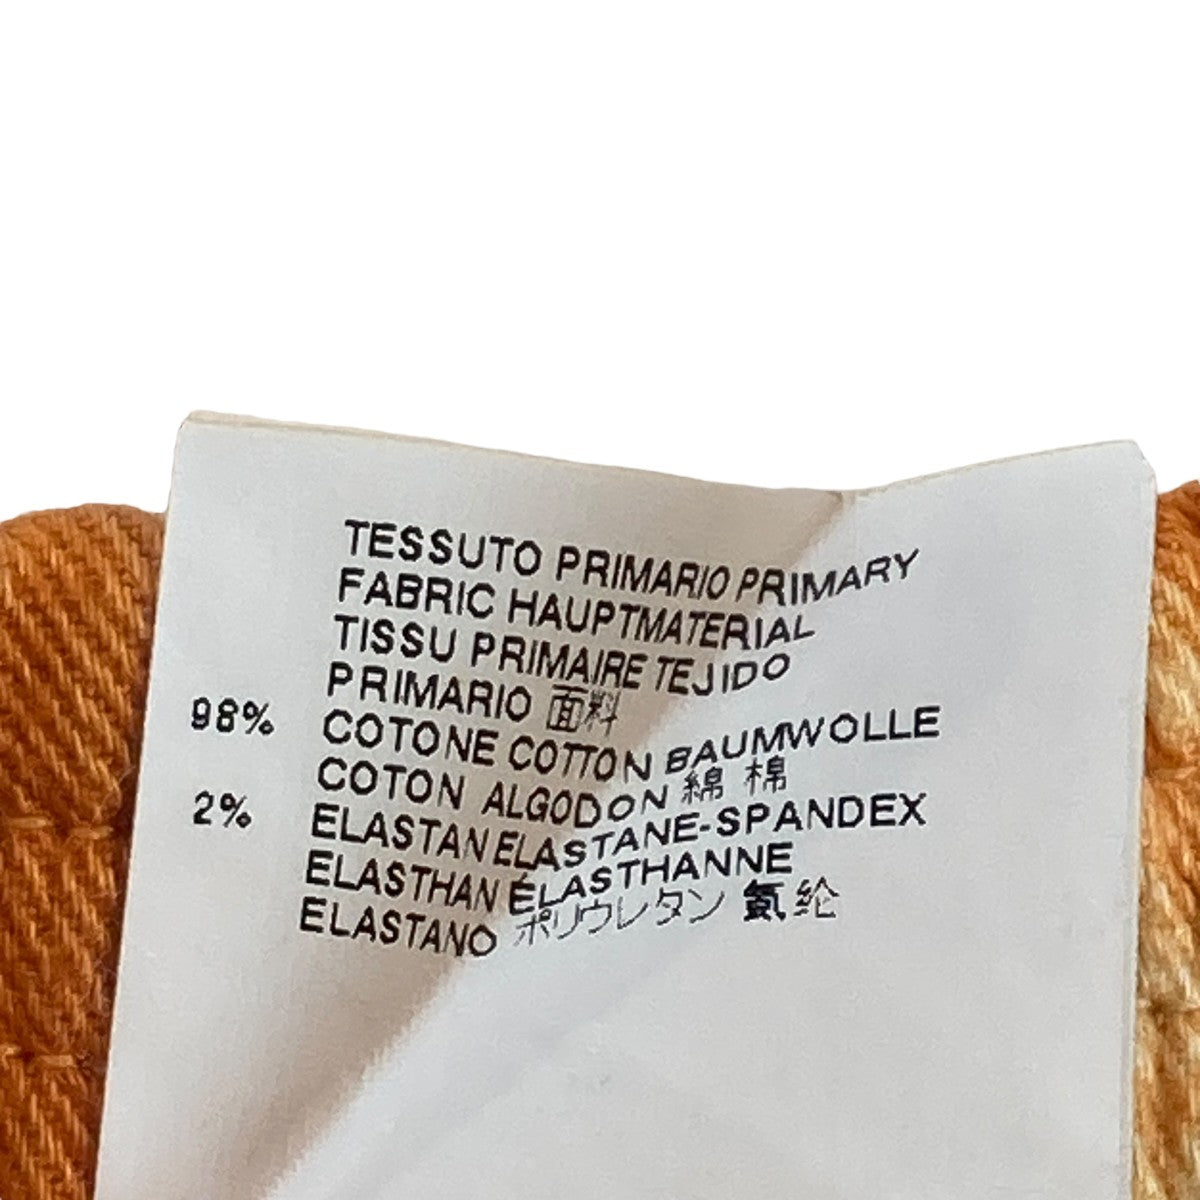 TESSUTO PRIMARIO PRIMARY
FABRIC HAUPTMATERIAL
TISSU PRIMAIRE TEJIDO
PRIMARIO 面料
98% COTONE COTTON BAUMWOLLE
COTON ALGODON 綿 棉
2% ELASTAN ELASTANE-SPANDEX
ELASTHAN ÉLASTHANNE
ELASTANO ポリウレタン 氨纶